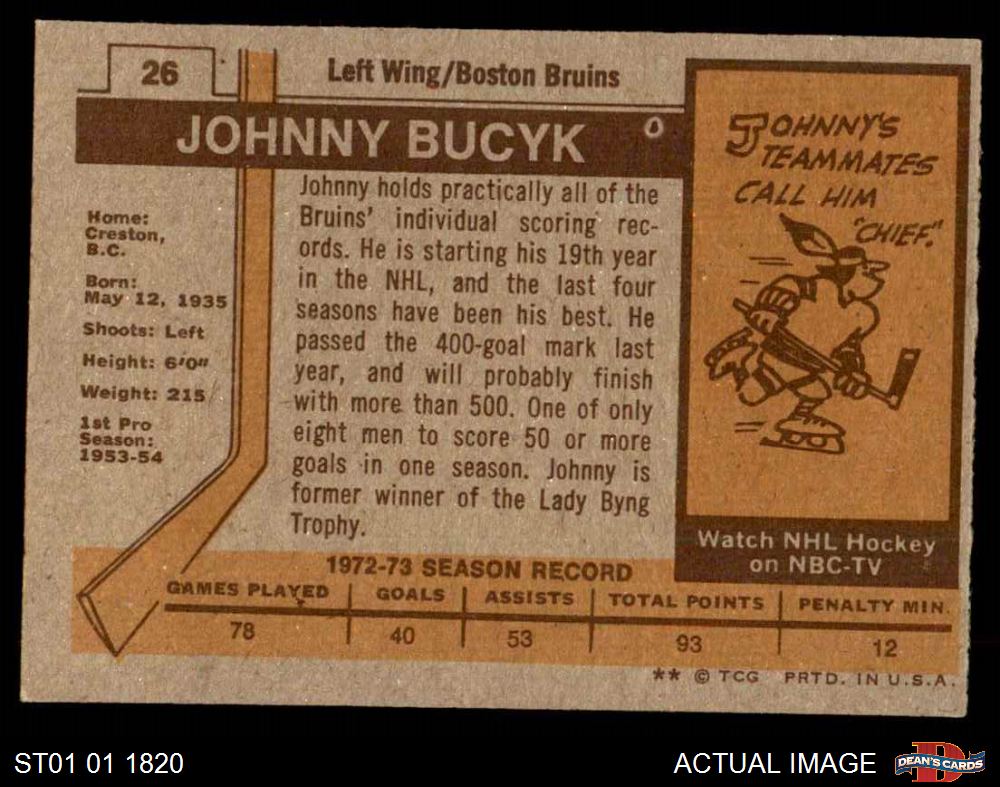 26
Left Wing/Boston Bruins
JOHNNY BUCYK
Home:
Creston,
B.C.
Born:
May 12, 1935
Shoots: Left
Height: 6'0"
Weight: 215
1st Pro
Season:
1953-54
Johnny holds practically all of the
Bruins' individual scoring rec-
ords. He is starting his 19th year
in the NHL, and the last four
seasons have been his best. He
passed the 400-goal mark last
year, and will probably finish
with more than 500. One of only
eight men to score 50 or more
goals in one season. Johnny is
former winner of the Lady Byng
Trophy.
JOHNNY'S
TEAMMATES
CALL HIM
"CHIEF."
Watch NHL Hockey
on NBC-TV
1972-73 SEASON RECORD
GAMES PLAYED GOALS ASSISTS TOTAL POINTS PENALTY MIN.
78 40 53 93 12
** © TCG PRTD. IN U.S.A.
ST01 01 1820
ACTUAL IMAGE
DEAN'S CARDS